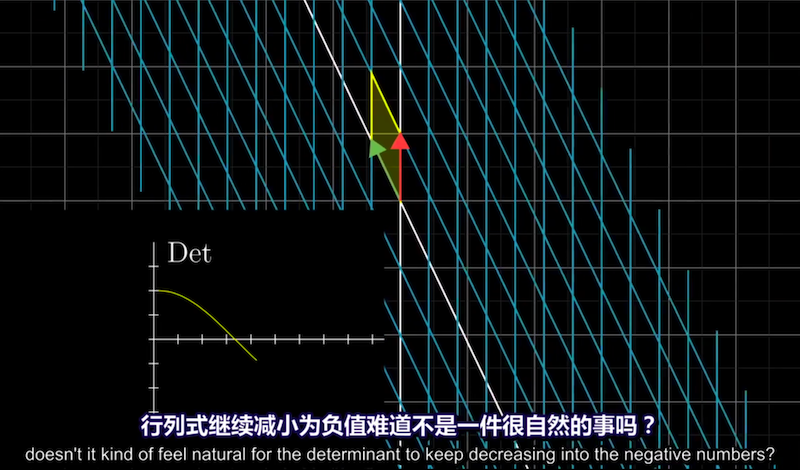 Det
行列式继续减小为负值难道不是一件很自然的事吗？
doesn't it kind of feel natural for the determinant to keep decreasing into the negative numbers?